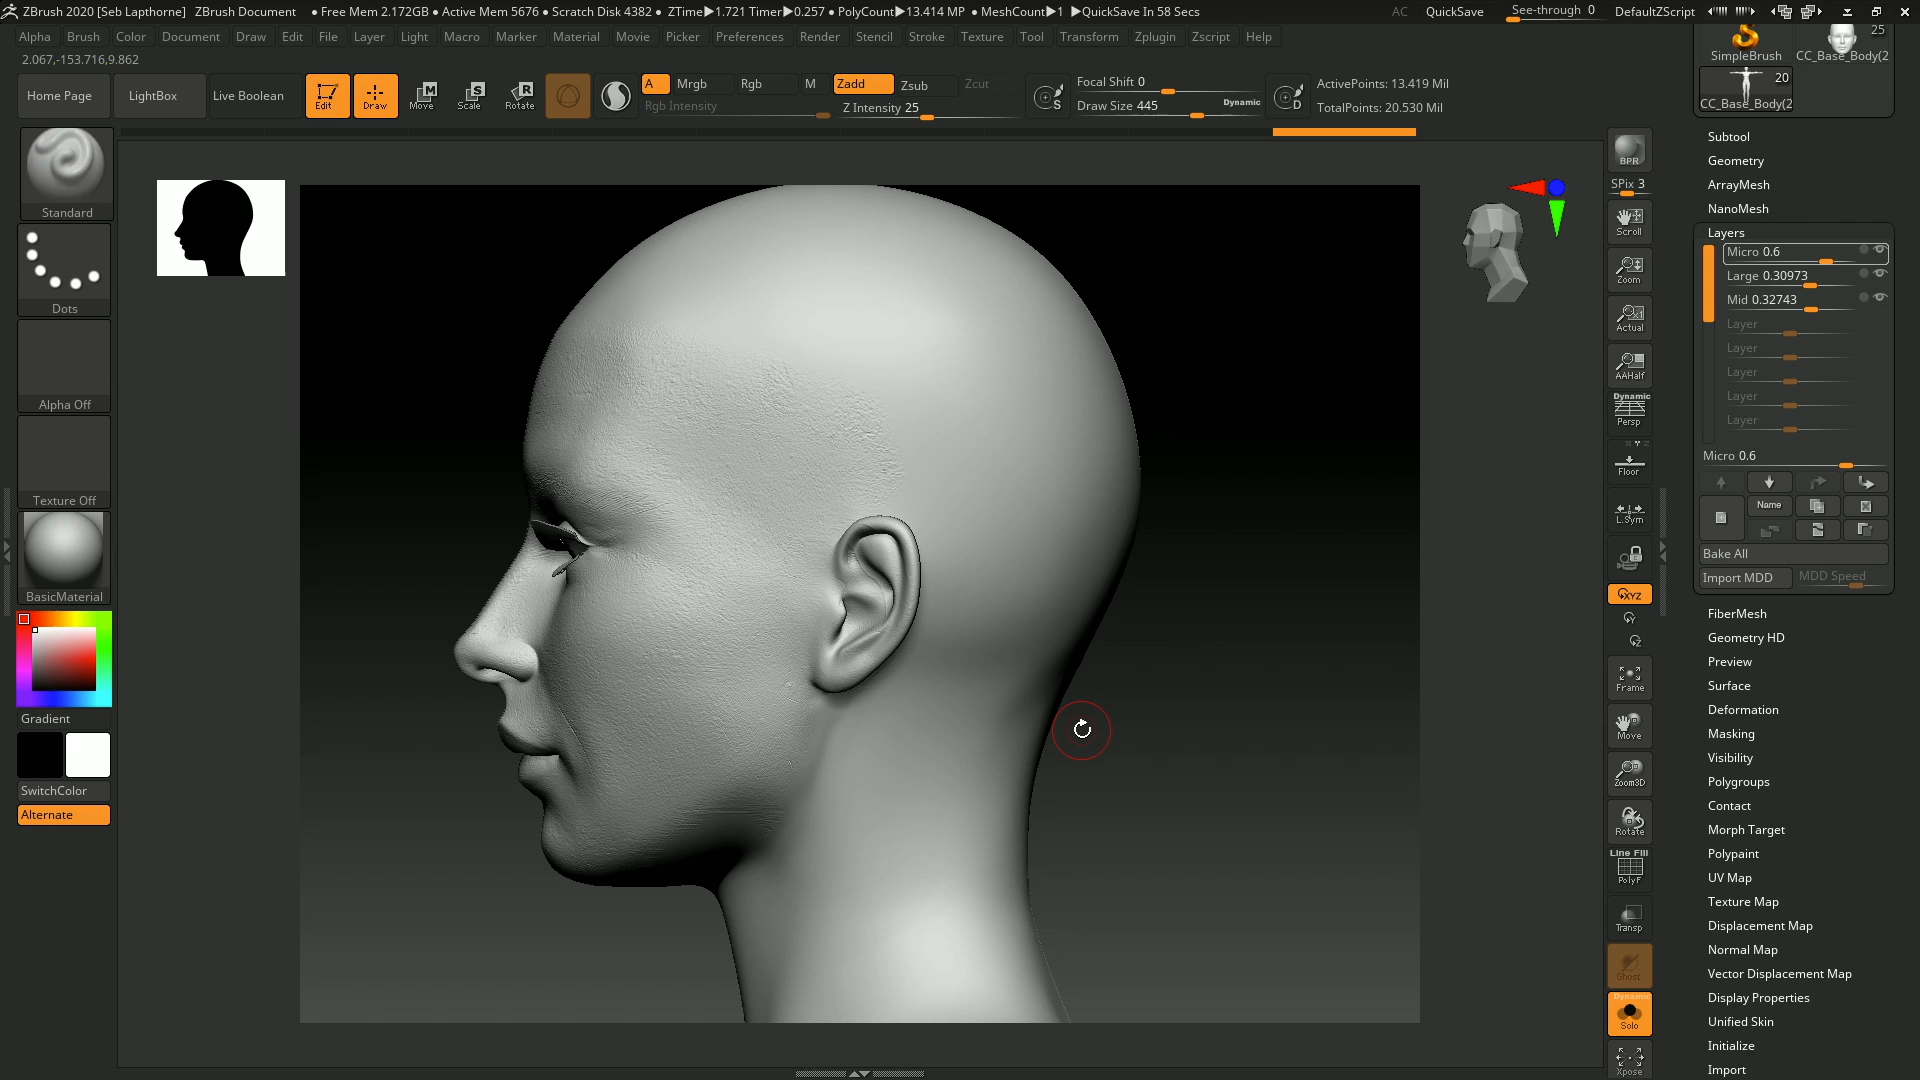 ZBrush 2020 [Seb Lapthorne] ZBrush Document • Free Mem 2.172GB • Active Mem 5676 • Scratch Disk 4382 • ZTime▶1.721 Timer▶0.257 • PolyCount▶13.414 MP • MeshCount▶1 ▶QuickSave In 58 Secs AC QuickSave See-through 0 DefaultZScript
Alpha Brush Color Document Draw Edit File Layer Light Macro Marker Material Movie Picker Preferences Render Stencil Stroke Texture Tool Transform Zplugin Zscript Help
2.067,-153.716,9.862
Home Page LightBox Live Boolean Edit Draw Move Scale Rotate
A Mrgb Rgb M Zadd Zsub Zcut
Rgb Intensity Z Intensity 25
Focal Shift 0
Draw Size 445 Dynamic
S D
ActivePoints: 13.419 Mil
TotalPoints: 20.530 Mil
25
SimpleBrush CC_Base_Body(2
20
CC_Base_Body(2
Standard
Dots
Alpha Off
Texture Off
BasicMaterial
Gradient
SwitchColor
Alternate
BPR
SPix 3
Scroll
Zoom
Actual
AAHalf
Dynamic
Persp
Floor
L.Sym
XYZ
Y
Z
Frame
Move
Zoom3D
Rotate
Line Fill
PolyF
Transp
Ghost
Dynamic
Solo
Xpose
Subtool
Geometry
ArrayMesh
NanoMesh
Layers
Micro 0.6
Large 0.30973
Mid 0.32743
Layer
Layer
Layer
Layer
Layer
Micro 0.6
Name
Bake All
Import MDD MDD Speed
FiberMesh
Geometry HD
Preview
Surface
Deformation
Masking
Visibility
Polygroups
Contact
Morph Target
Polypaint
UV Map
Texture Map
Displacement Map
Normal Map
Vector Displacement Map
Display Properties
Unified Skin
Initialize
Import